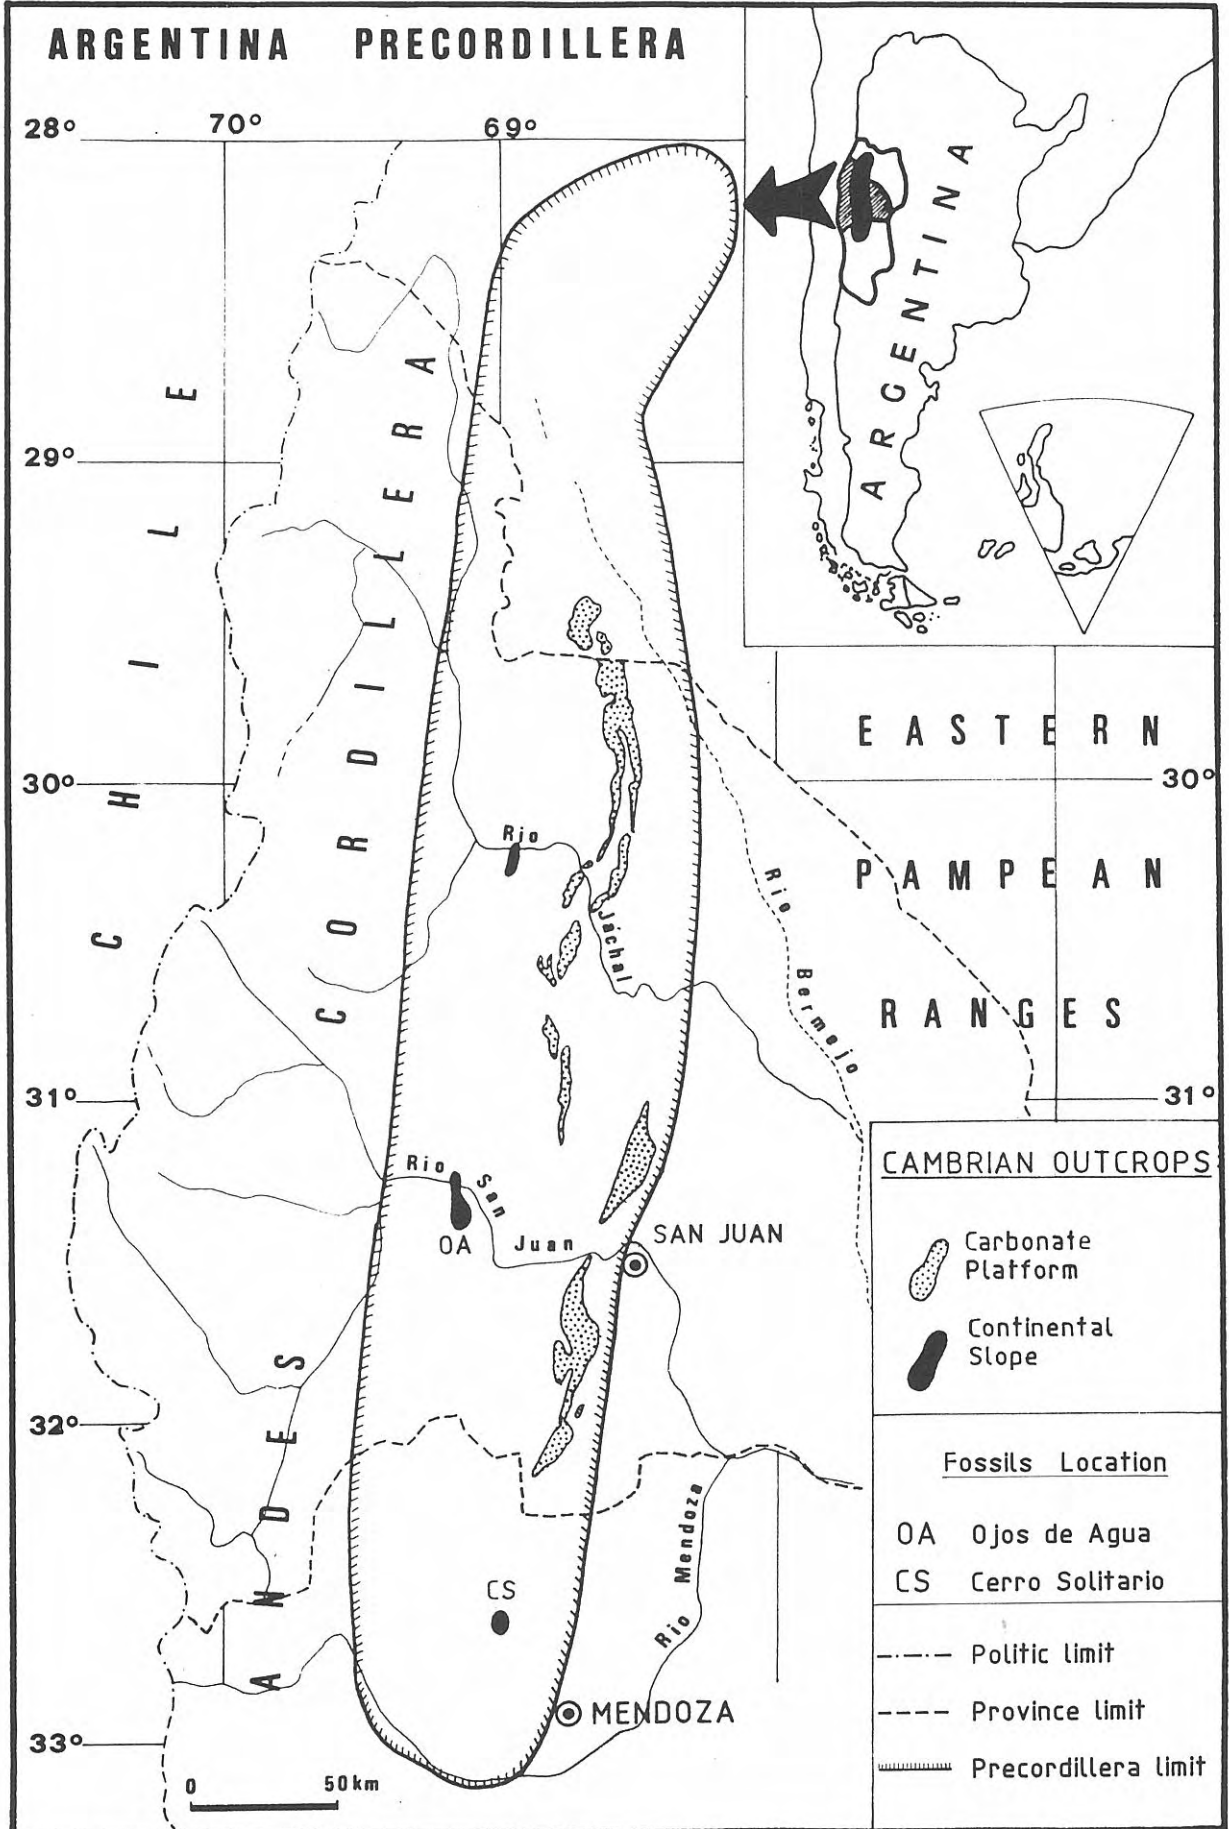 ARGENTINA PRECORDILLERA
28°
70°
69°
ARGENTINA
29°
CHILE
CORDILLERA
EASTERN
30°
30°
Rio
Jáchal
Rio
Bermejo
PAMPEAN
RANGES
31°
31°
Rio
San
Juan
OA
SAN JUAN
CAMBRIAN OUTCROPS
Carbonate
Platform
Continental
Slope
ANDES
32°
Fossils Location
OA Ojos de Agua
CS Cerro Solitario
CS
Rio
Mendoza
Politic limit
MENDOZA
Province limit
33°
Precordillera limit
0
50km